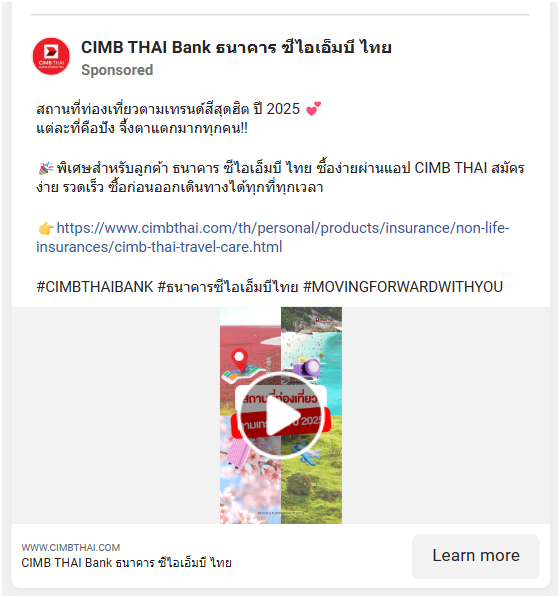 CIMB THAI Bank ธนาคาร ซีไอเอ็มบี ไทย
Sponsored
สถานที่ท่องเที่ยวตามเทรนด์สีสุดฮิต ปี 2025 💕
แต่ละที่คือปัง จึ้งตาแตกมากทุกคน!!
🎉พิเศษสำหรับลูกค้า ธนาคาร ซีไอเอ็มบี ไทย ซื้อง่ายผ่านแอป CIMB THAI สมัคร
ง่าย รวดเร็ว ซื้อก่อนออกเดินทางได้ทุกที่ทุกเวลา
👉https://www.cimbthai.com/th/personal/products/insurance/non-life-
insurances/cimb-thai-travel-care.html
#CIMBTHAIBANK #ธนาคารซีไอเอ็มบีไทย #MOVINGFORWARDWITHYOU
CIMB THAI
สถานที่ท่องเที่ยว
2025
WWW.CIMBTHAI.COM
CIMB THAI Bank ธนาคาร ซีไอเอ็มบี ไทย
Learn more